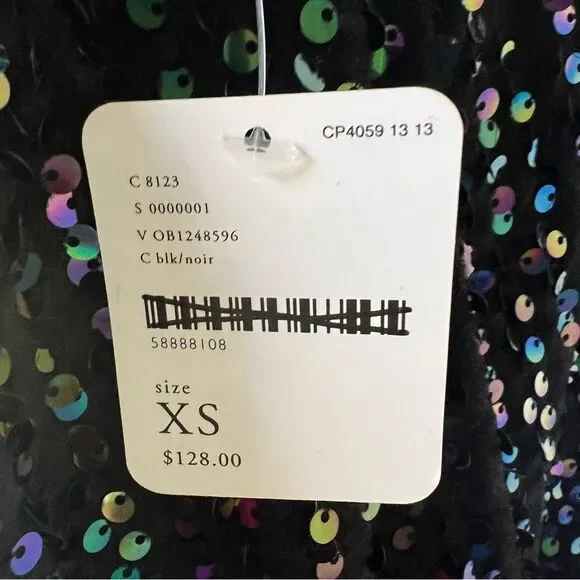 CP4059 13 13
C 8123
S 0000001
V OB1248596
C blk/noir
58888108
size
XS
$128.00